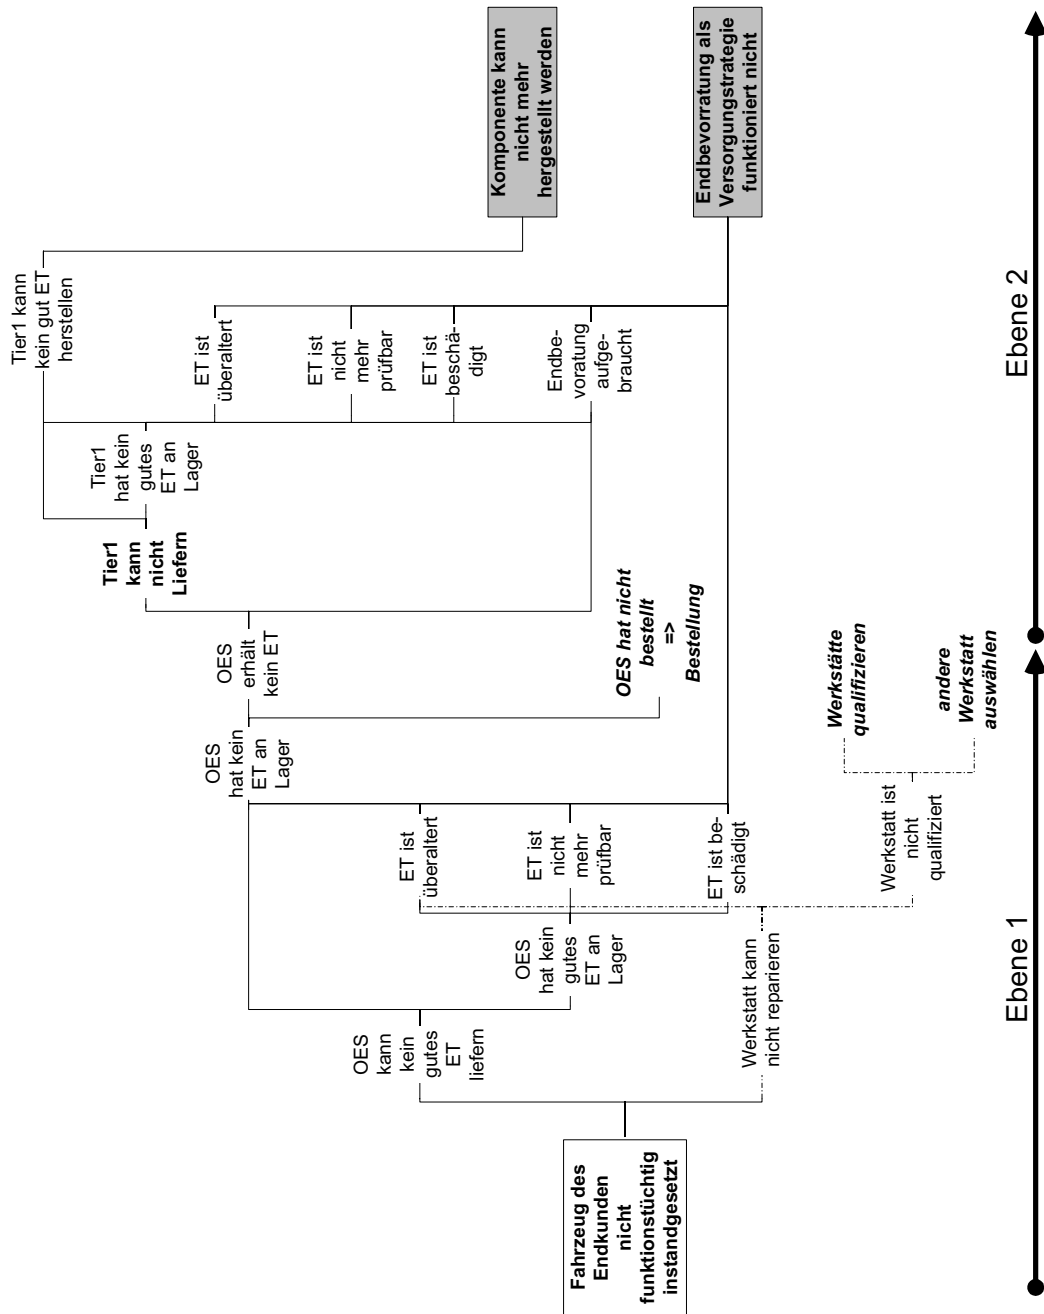 Fahrzeug des
Endkunden
nicht
funktionstüchtig
instandgesetzt
OES
kann
kein
gutes
ET
liefern
Werkstatt kann
nicht reparieren
OES
hat kein
gutes
ET an
Lager
ET ist
überaltert
ET ist
nicht
mehr
prüfbar
ET ist be-
schädigt
Werkstatt ist
nicht
qualifiziert
Werkstätte
qualifizieren
andere
Werkstatt
auswählen
OES
hat kein
ET an
Lager
OES
erhält
kein ET
OES hat nicht
bestellt
=>
Bestellung
Tier1
kann
nicht
Liefern
Tier1
hat kein
gutes
ET an
Lager
Tier1 kann
kein gut ET
herstellen
ET ist
überaltert
ET ist
nicht
mehr
prüfbar
ET ist
beschä-
digt
Endbe-
voratung
aufge-
braucht
Komponente kann
nicht mehr
hergestellt werden
Endbevorratung als
Versorgungstrategie
funktioniert nicht
Ebene 1
Ebene 2